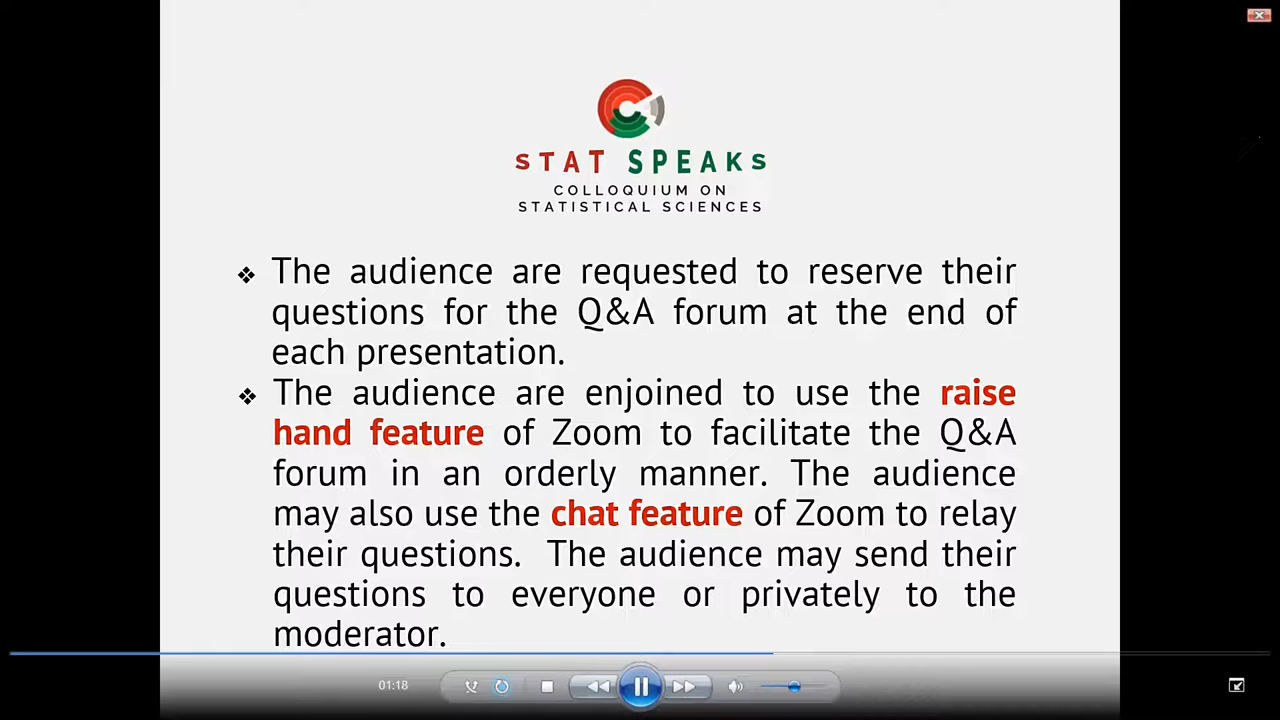 STAT SPEAKS
COLLOQUIUM ON
STATISTICAL SCIENCES
❖ The audience are requested to reserve their
questions for the Q&A forum at the end of
each presentation.
❖ The audience are enjoined to use the raise
hand feature of Zoom to facilitate the Q&A
forum in an orderly manner. The audience
may also use the chat feature of Zoom to relay
their questions. The audience may send their
questions to everyone or privately to the
moderator.
01:18